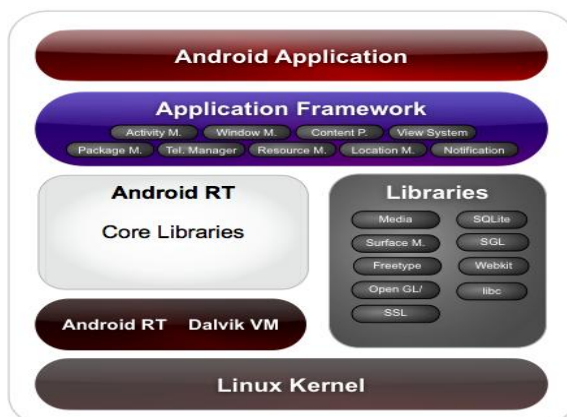 Android Application
Application Framework
Activity M. Window M. Content P. View System
Package M. Tel. Manager Resource M. Location M. Notification
Android RT
Core Libraries
Libraries
Media SQLite
Surface M. SGL
Freetype Webkit
Open GL/ libc
SSL
Android RT Dalvik VM
Linux Kernel